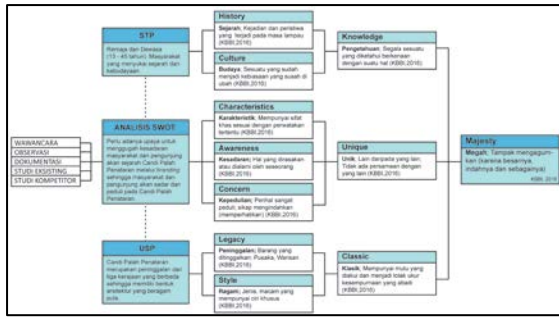 WAWANCARA
OBSERVASI
DOKUMENTASI
STUDI EKSISTING
STUDI KOMPETITOR
STP
Remaja dan Dewasa
(13 - 45 tahun). Masyarakat
yang menyukai sejarah dan
kebudayaan.
ANALISIS SWOT
Perlu adanya upaya untuk
menggugah kesadaran
masyarakat dan pengunjung
akan sejarah Candi Palah
Penataran melalui branding
sehingga masyarakat dan
pengunjung akan sadar dan
peduli pada Candi Palah
Penataran.
USP
Candi Palah Penataran
merupakan peninggalan dari
tiga kerajaan yang berbeda
sehingga memiliki bentuk
arsitektur yang beragam
pula.
History
Sejarah; Kejadian dan peristiwa
yang terjadi pada masa lampau
(KBBI,2016)
Culture
Budaya; Sesuatu yang sudah
menjadi kebiasaan yang susah di
ubah (KBBI,2016)
Characteristics
Karakteristik; Mempunyai sifat
khas sesuai dengan perwatakan
tertentu (KBBI,2016)
Awareness
Kesadaran; Hal yang dirasakan
atau dialami oleh seseorang.
(KBBI,2016)
Concern
Kepedulian; Perihal sangat
peduli; sikap mengindahkan
(memperhatikan) (KBBI,2016)
Legacy
Peninggalan; Barang yang
ditinggalkan; Pusaka, Warisan
(KBBI,2016)
Style
Ragam; Jenis, macam yang
mempunyai ciri khusus
(KBBI,2016)
Knowledge
Pengetahuan; Segala sesuatu
yang diketahui berkenaan
dengan suatu hal (KBBI,2016)
Unique
Unik; Lain daripada yang lain;
Tidak ada persamaan dengan
yang lain (KBBI,2016)
Classic
Klasik; Mempunyai mutu yang
diakui dan menjadi tolak ukur
kesempurnaan yang abadi
(KBBI,2016)
Majesty
Megah; Tampak mengagum-
kan (karena besarnya,
indahnya dan sebagainya)
KBBI, 2016